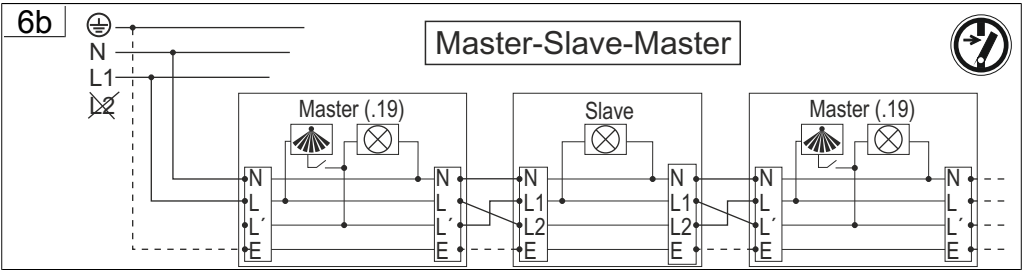 6b
N
L1
L2
Master-Slave-Master
Master (.19)
Slave
Master (.19)
N N N N N N
L L L1 L1 L L
L´ L´ L2 L2 L´ L´
E E E E E E